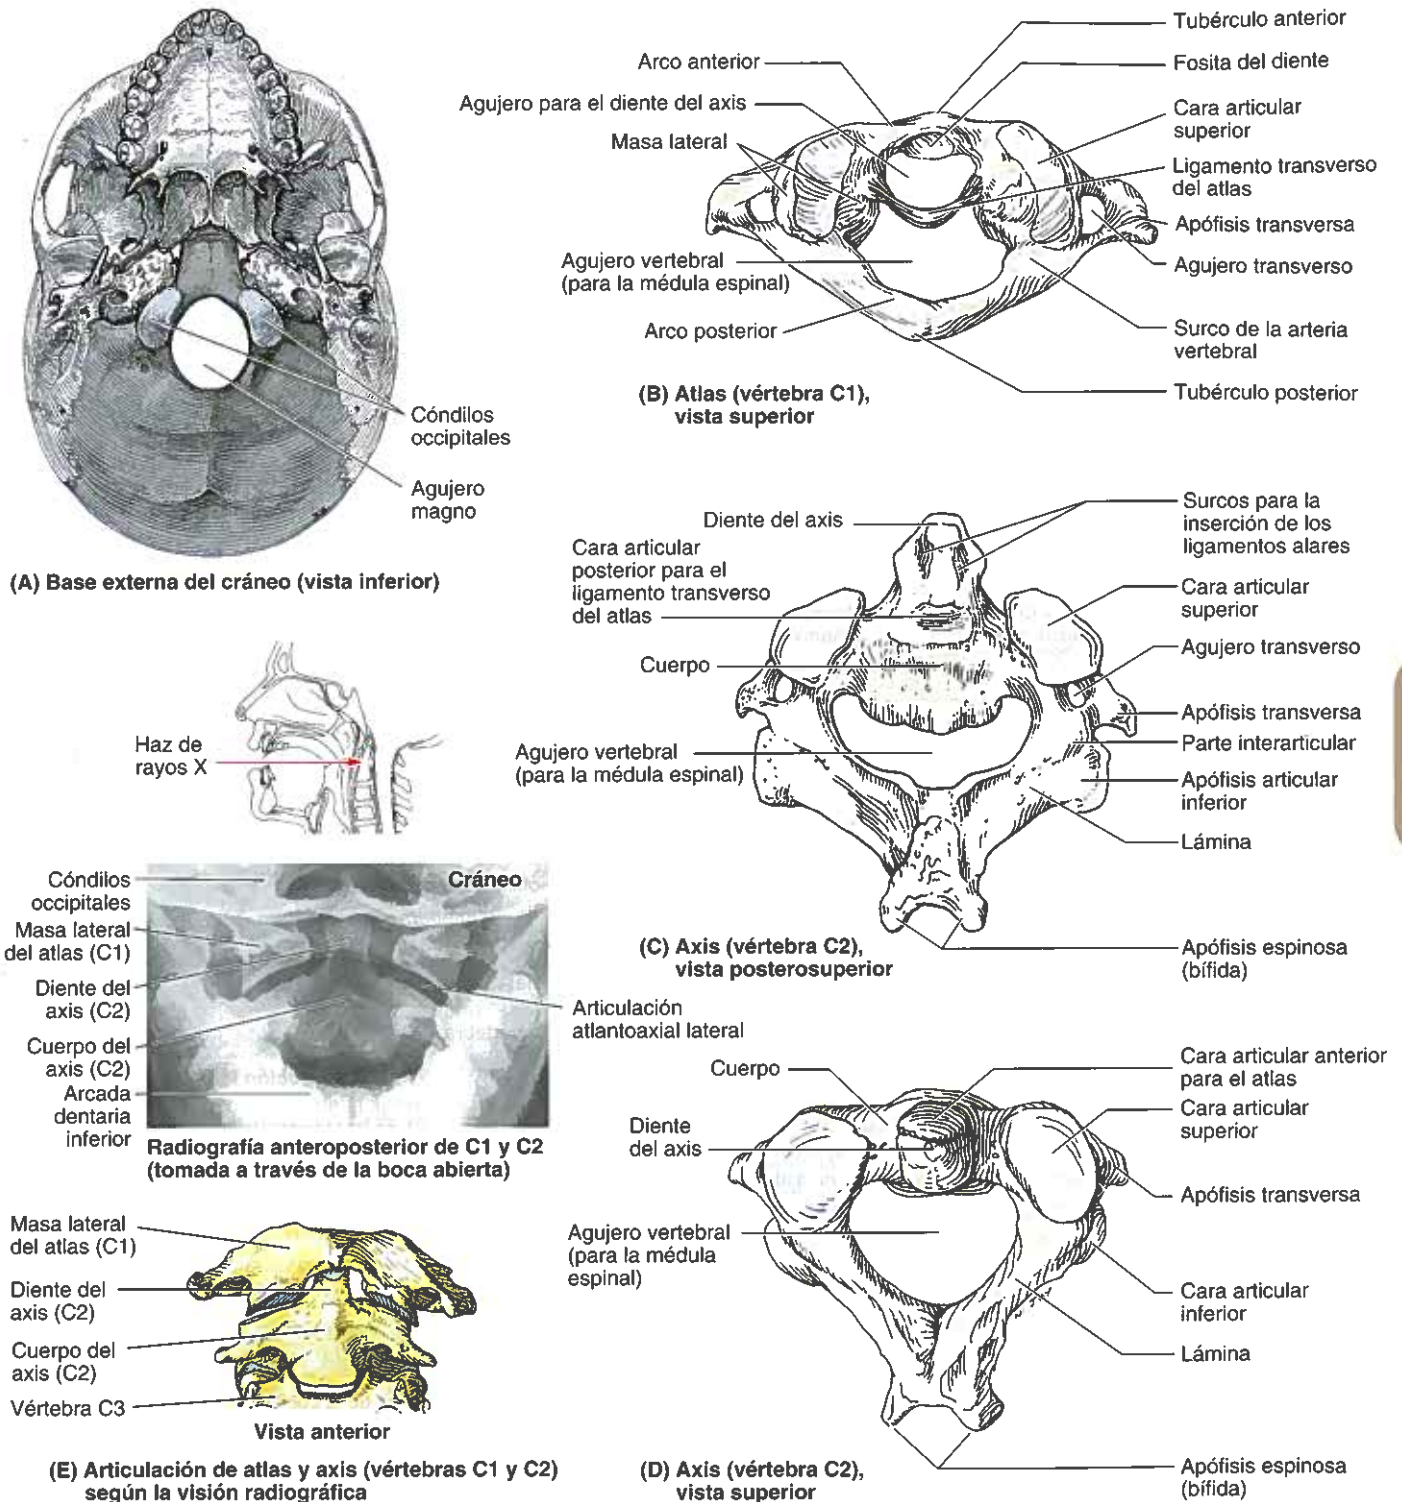 Cóndilos
occipitales
Agujero
magno
(A) Base externa del cráneo (vista inferior)
Tubérculo anterior
Arco anterior
Fosita del diente
Agujero para el diente del axis
Cara articular
superior
Masa lateral
Ligamento transverso
del atlas
Apófisis transversa
Agujero vertebral
(para la médula espinal)
Agujero transverso
Arco posterior
Surco de la arteria
vertebral
Tubérculo posterior
(B) Atlas (vértebra C1),
vista superior
Diente del axis
Surcos para la
inserción de los
ligamentos alares
Cara articular
posterior para el
ligamento transverso
del atlas
Cara articular
superior
Agujero transverso
Cuerpo
Apófisis transversa
Parte interarticular
Agujero vertebral
(para la médula espinal)
Apófisis articular
inferior
Lámina
(C) Axis (vértebra C2),
vista posterosuperior
Apófisis espinosa
(bífida)
Haz de
rayos X
Cóndilos
occipitales
Cráneo
Masa lateral
del atlas (C1)
Diente del
axis (C2)
Articulación
atlantoaxial lateral
Cuerpo del
axis (C2)
Arcada
dentaria
inferior
Radiografía anteroposterior de C1 y C2
(tomada a través de la boca abierta)
Masa lateral
del atlas (C1)
Diente del
axis (C2)
Cuerpo del
axis (C2)
Vértebra C3
Vista anterior
(E) Articulación de atlas y axis (vértebras C1 y C2)
según la visión radiográfica
Cuerpo
Cara articular anterior
para el atlas
Diente
del axis
Cara articular
superior
Apófisis transversa
Agujero vertebral
(para la médula
espinal)
Cara articular
inferior
Lámina
(D) Axis (vértebra C2),
vista superior
Apófisis espinosa
(bífida)